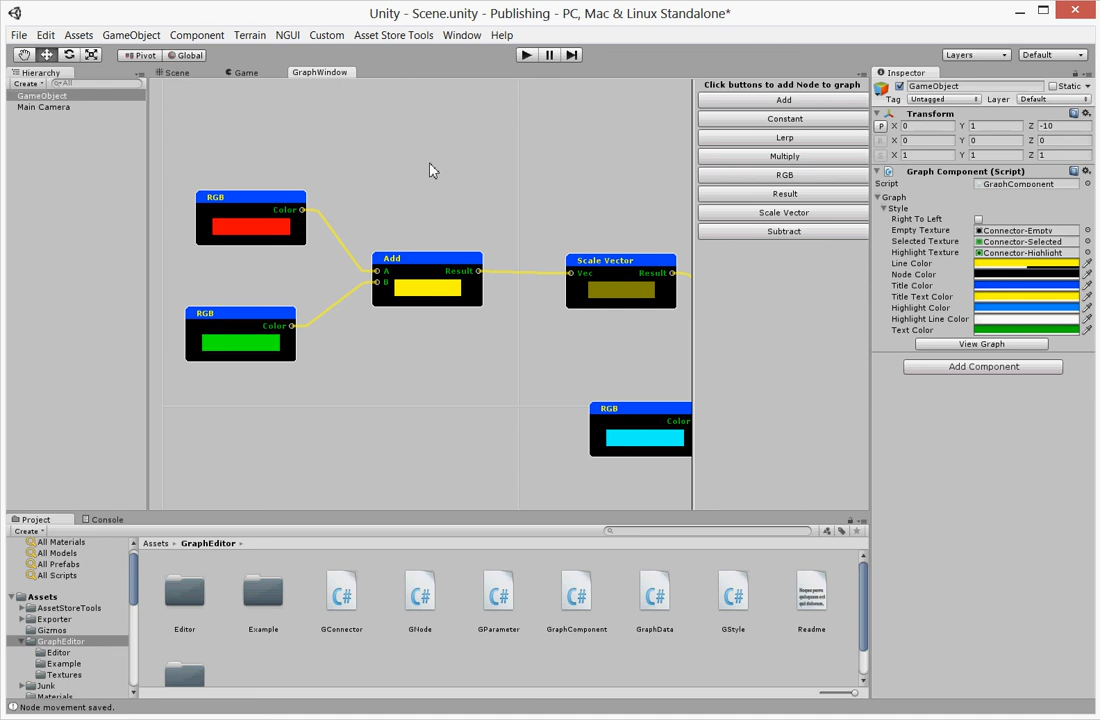 Unity - Scene.unity - Publishing - PC, Mac & Linux Standalone*
File Edit Assets GameObject Component Terrain NGUI Custom Asset Store Tools Window Help
Pivot Global Layers Default
Hierarchy
Create All
GameObject
Main Camera
Scene Game GraphWindow
RGB
Color
RGB
Color
Add
A Result
B
Scale Vector
Vec Result
RGB
Color
Click buttons to add Node to graph
Add
Constant
Lerp
Multiply
RGB
Result
Scale Vector
Subtract
Inspector
GameObject Static
Tag Untagged Layer Default
Transform
P X 0 Y 1 Z -10
R X 0 Y 0 Z 0
S X 1 Y 1 Z 1
Graph Component (Script)
Script GraphComponent
Graph
Style
Right To Left
Empty Texture Connector-Empty
Selected Texture Connector-Selected
Highlight Texture Connector-Highlight
Line Color
Node Color
Title Color
Title Text Color
Highlight Color
Highlight Line Color
Text Color
View Graph
Add Component
Project Console
Create
All Materials
All Models
All Prefabs
All Scripts
Assets
AssetStoreTools
Exporter
Gizmos
GraphEditor
Editor
Example
Textures
Junk
Materials
Assets GraphEditor
Editor Example GConnector GNode GParameter GraphComponent GraphData GStyle Readme
Node movement saved.